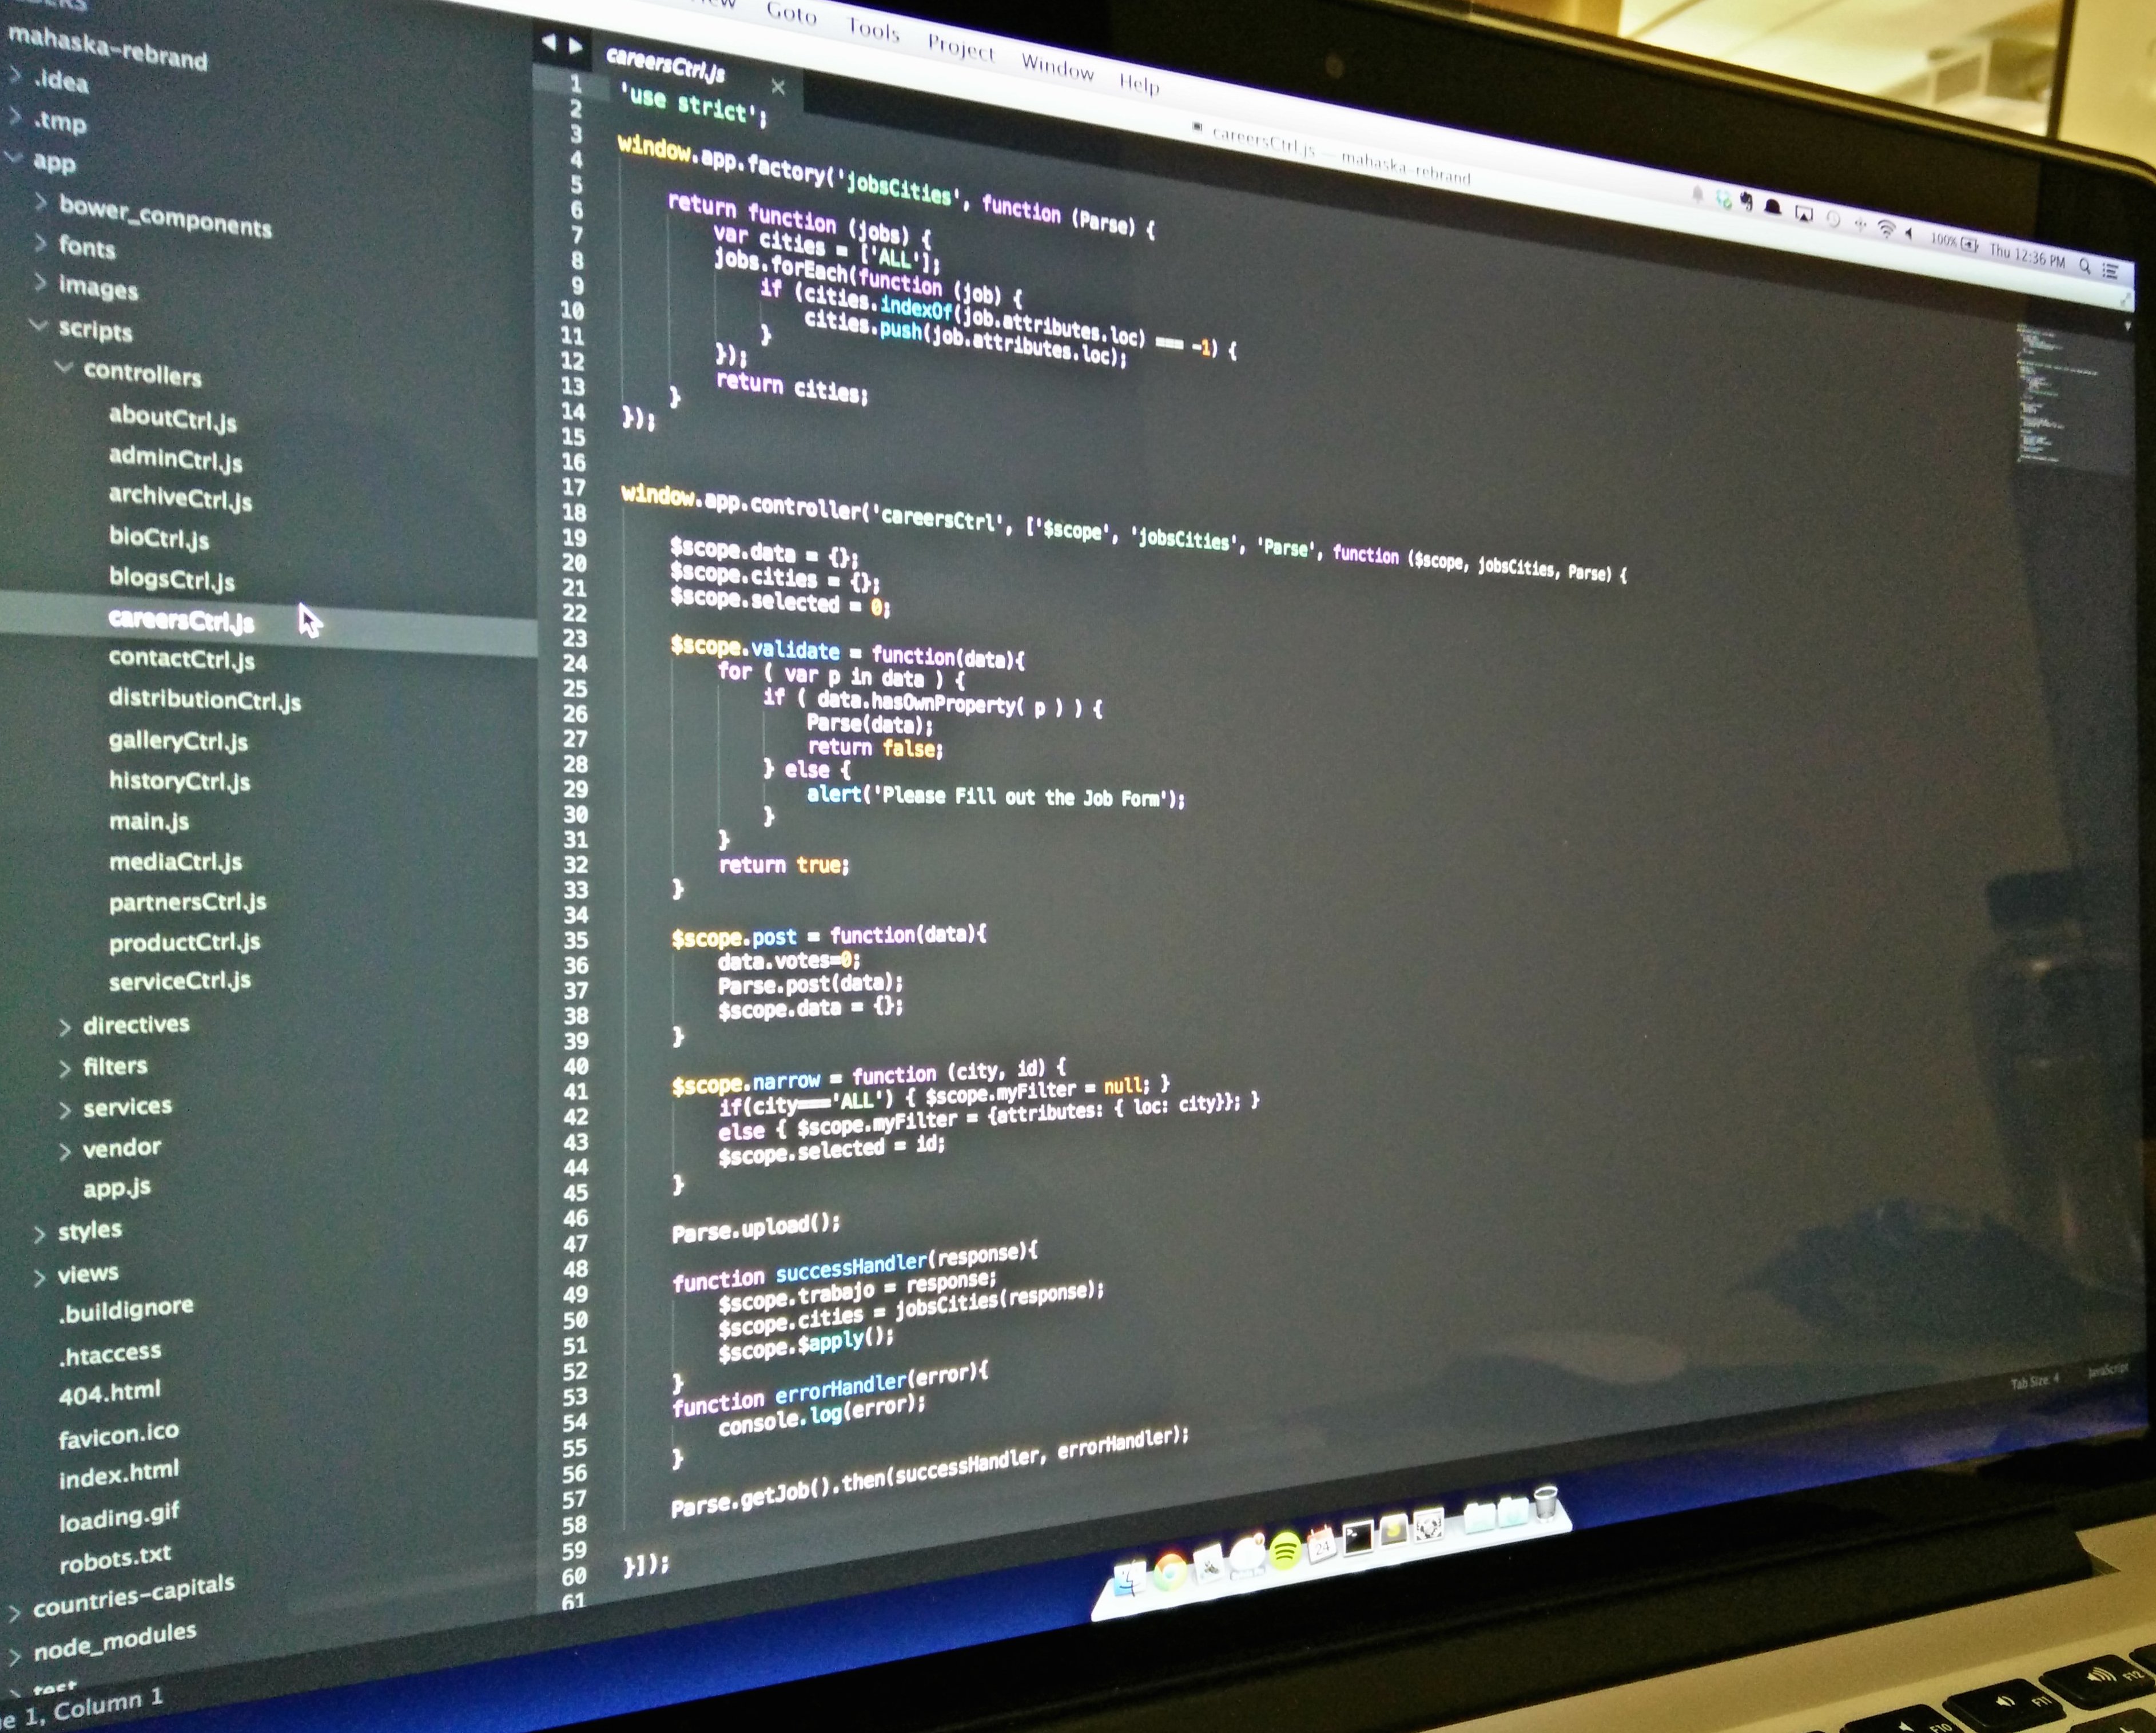 Goto Tools Project Window Help
careersCtrl.js — mahaska-rebrand
100% Thu 12:36 PM
mahaska-rebrand
.idea
.tmp
app
bower_components
fonts
images
scripts
controllers
aboutCtrl.js
adminCtrl.js
archiveCtrl.js
bioCtrl.js
blogsCtrl.js
careersCtrl.js
contactCtrl.js
distributionCtrl.js
galleryCtrl.js
historyCtrl.js
main.js
mediaCtrl.js
partnersCtrl.js
productCtrl.js
serviceCtrl.js
directives
filters
services
vendor
app.js
styles
views
.buildignore
.htaccess
404.html
favicon.ico
index.html
loading.gif
robots.txt
countries-capitals
node_modules
test
1, Column 1
careersCtrl.js
1 'use strict';
2
3 window.app.factory('jobsCities', function (Parse) {
4
5 return function (jobs) {
6 var cities = ['ALL'];
7 jobs.forEach(function (job) {
8 if (cities.indexOf(job.attributes.loc) === -1) {
9 cities.push(job.attributes.loc);
10 }
11 });
12 return cities;
13 }
14 });
15
16
17 window.app.controller('careersCtrl', ['$scope', 'jobsCities', 'Parse', function ($scope, jobsCities, Parse) {
18
19 $scope.data = {};
20 $scope.cities = {};
21 $scope.selected = 0;
22
23 $scope.validate = function(data){
24 for ( var p in data ) {
25 if ( data.hasOwnProperty( p ) ) {
26 Parse(data);
27 return false;
28 } else {
29 alert('Please Fill out the Job Form');
30 }
31 }
32 return true;
33 }
34
35 $scope.post = function(data){
36 data.votes=0;
37 Parse.post(data);
38 $scope.data = {};
39 }
40
41 $scope.narrow = function (city, id) {
42 if(city==='ALL') { $scope.myFilter = null; }
43 else { $scope.myFilter = {attributes: { loc: city}}; }
44 $scope.selected = id;
45 }
46
47 Parse.upload();
48
49 function successHandler(response){
50 $scope.trabajo = response;
51 $scope.cities = jobsCities(response);
52 $scope.$apply();
53 }
54 function errorHandler(error){
55 console.log(error);
56 }
57
58 Parse.getJob().then(successHandler, errorHandler);
59
60 }]);
61
Tab Size: 4 JavaScript
24
F10 F11 F12